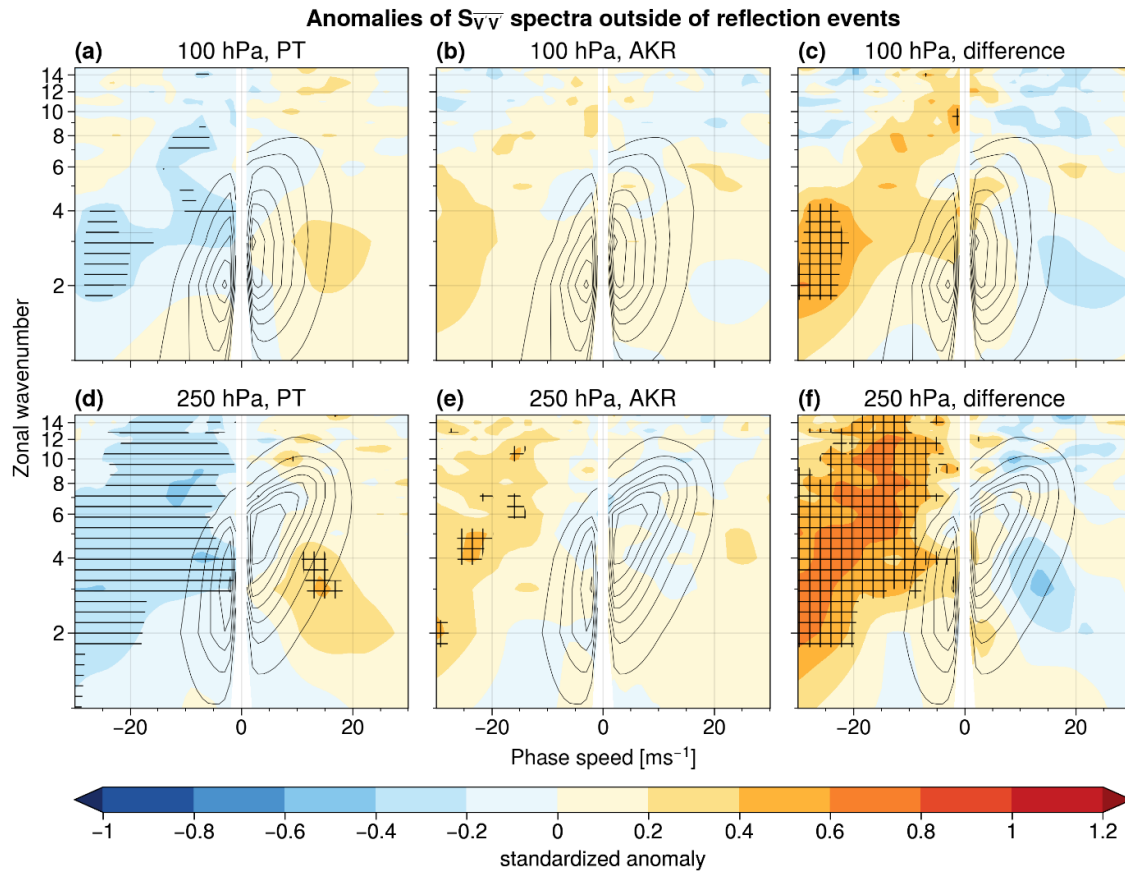 Anomalies of S v′v′ spectra outside of reflection events
(a) 100 hPa, PT
(b) 100 hPa, AKR
(c) 100 hPa, difference
14
12
10
8
6
4
2
(d) 250 hPa, PT
(e) 250 hPa, AKR
(f) 250 hPa, difference
14
12
10
8
6
4
2
Zonal wavenumber
−20 0 20
−20 0 20
−20 0 20
Phase speed [ms⁻¹]
−1 −0.8 −0.6 −0.4 −0.2 0 0.2 0.4 0.6 0.8 1 1.2
standardized anomaly